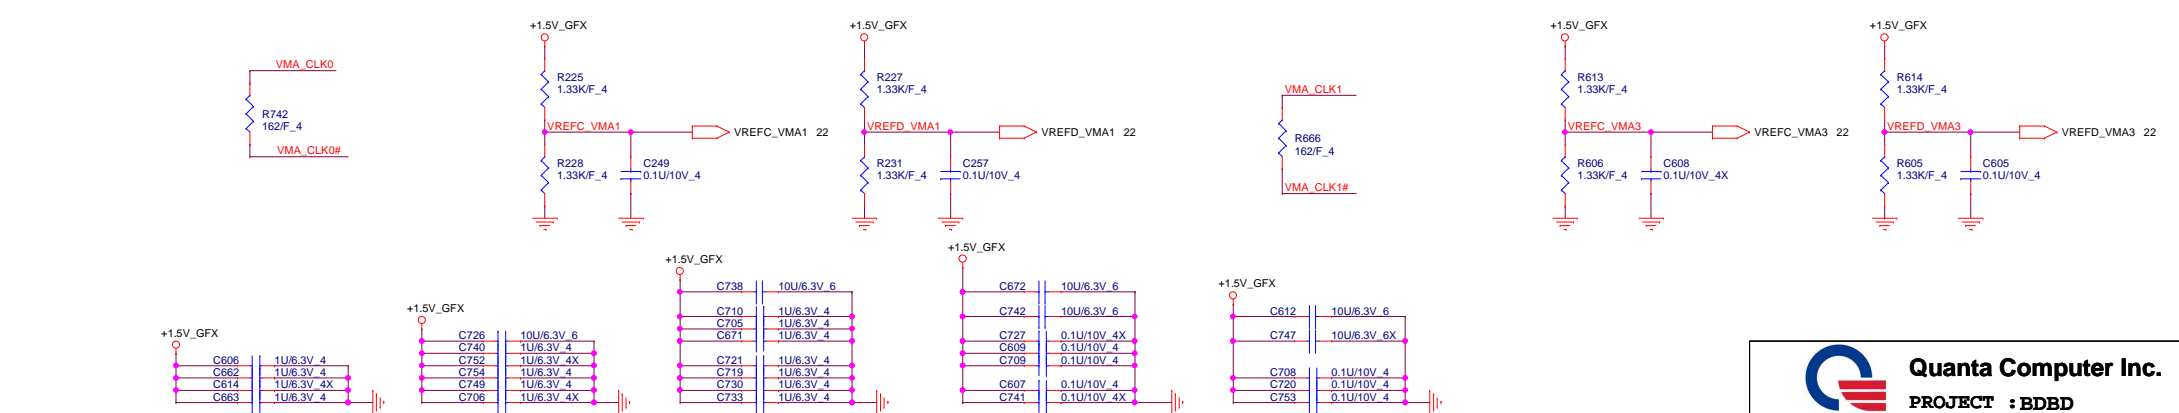 +1.5V_GFX +1.5V_GFX +1.5V_GFX +1.5V_GFX
VMA_CLK0
R742
162/F_4
VMA_CLK0#
R225
1.33K/F_4
VREFC_VMA1
VREFC_VMA1 22
R228
1.33K/F_4
C249
0.1U/10V_4
R227
1.33K/F_4
VREFD_VMA1
VREFD_VMA1 22
R231
1.33K/F_4
C257
0.1U/10V_4
VMA_CLK1
R666
162/F_4
VMA_CLK1#
R613
1.33K/F_4
VREFC_VMA3
VREFC_VMA3 22
R606
1.33K/F_4
C608
0.1U/10V_4X
R614
1.33K/F_4
VREFD_VMA3
VREFD_VMA3 22
R605
1.33K/F_4
C605
0.1U/10V_4
+1.5V_GFX
C606 1U/6.3V_4
C662 1U/6.3V_4
C614 1U/6.3V_4X
C663 1U/6.3V_4
+1.5V_GFX
C726 10U/6.3V_6
C740 1U/6.3V_4
C752 1U/6.3V_4X
C754 1U/6.3V_4
C749 1U/6.3V_4
C706 1U/6.3V_4X
+1.5V_GFX
C738 10U/6.3V_6
C710 1U/6.3V_4
C705 1U/6.3V_4
C671 1U/6.3V_4
C721 1U/6.3V_4
C719 1U/6.3V_4
C730 1U/6.3V_4
C733 1U/6.3V_4
+1.5V_GFX
C672 10U/6.3V_6
C742 10U/6.3V_6
C727 0.1U/10V_4X
C609 0.1U/10V_4
C709 0.1U/10V_4
C607 0.1U/10V_4
C741 0.1U/10V_4X
+1.5V_GFX
C612 10U/6.3V_6
C747 10U/6.3V_6X
C708 0.1U/10V_4
C720 0.1U/10V_4
C753 0.1U/10V_4
Quanta Computer Inc.
PROJECT : BDBD